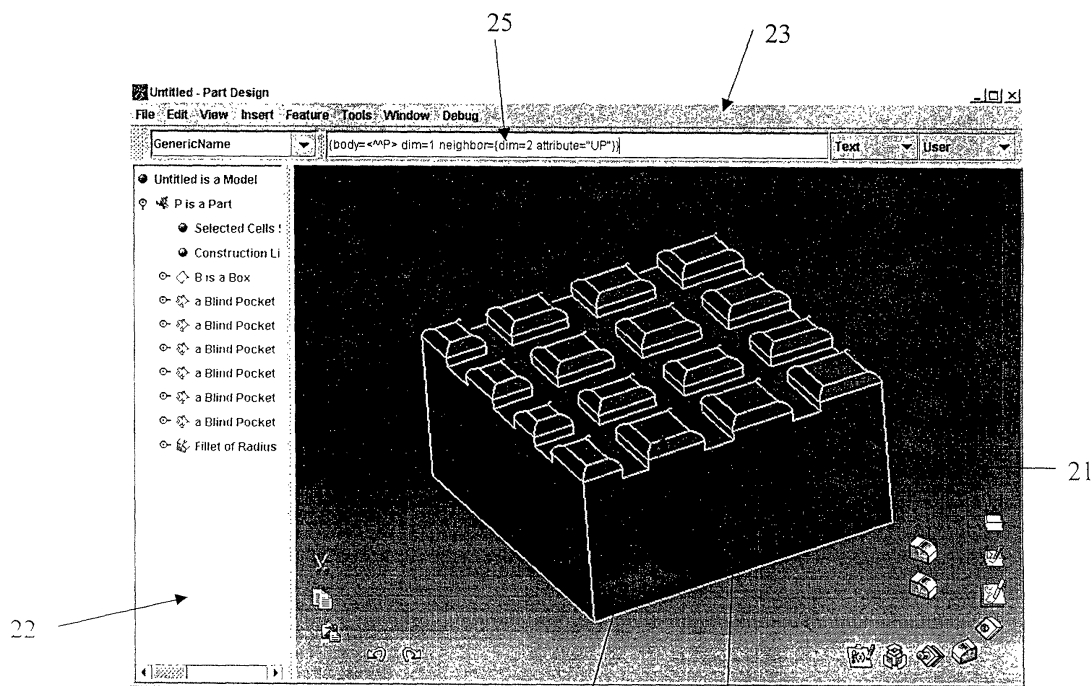 25
23
Untitled - Part Design
File Edit View Insert Feature Tools Window Debug
GenericName
{body=<^^P> dim=1 neighbor={dim=2 attribute="UP"}}
Text
User
Untitled is a Model
P is a Part
Selected Cells
Construction Li
B is a Box
a Blind Pocket
a Blind Pocket
a Blind Pocket
a Blind Pocket
a Blind Pocket
a Blind Pocket
Fillet of Radius
21
22